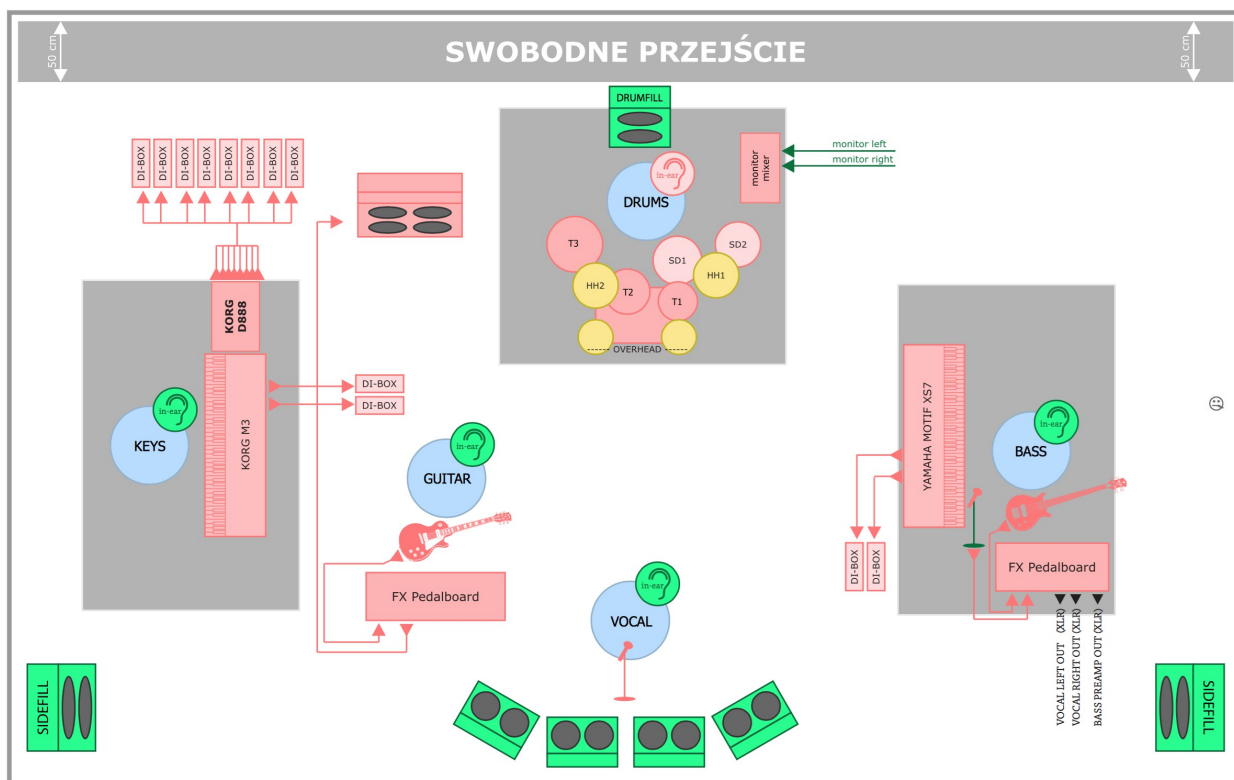 50 cm
SWOBODNE PRZEJŚCIE
50 cm
DRUMFILL
DI-BOX
DI-BOX
DI-BOX
DI-BOX
DI-BOX
DI-BOX
DI-BOX
DI-BOX
monitor left
monitor right
monitor
mixer
in-ear
DRUMS
T3
SD1
SD2
HH1
HH2
T2
T1
------ OVERHEAD ------
KORG
D888
KORG M3
DI-BOX
DI-BOX
in-ear
KEYS
in-ear
GUITAR
FX Pedalboard
in-ear
VOCAL
YAMAHA MOTIF XS7
in-ear
BASS
DI-BOX
DI-BOX
FX Pedalboard
VOCAL LEFT OUT (XLR)
VOCAL RIGHT OUT (XLR)
BASS PREAMP OUT (XLR)
SIDEFILL
SIDEFILL